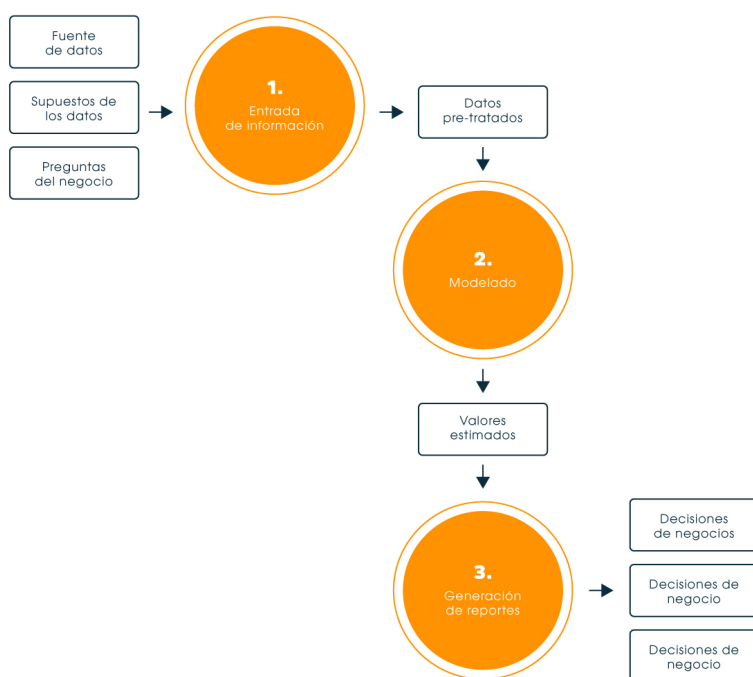 Fuente
de datos
Supuestos de
los datos
Preguntas
del negocio
1.
Entrada
de información
Datos
pre-tratados
2.
Modelado
Valores
estimados
3.
Generación
de reportes
Decisiones
de negocios
Decisiones de
negocio
Decisiones de
negocio